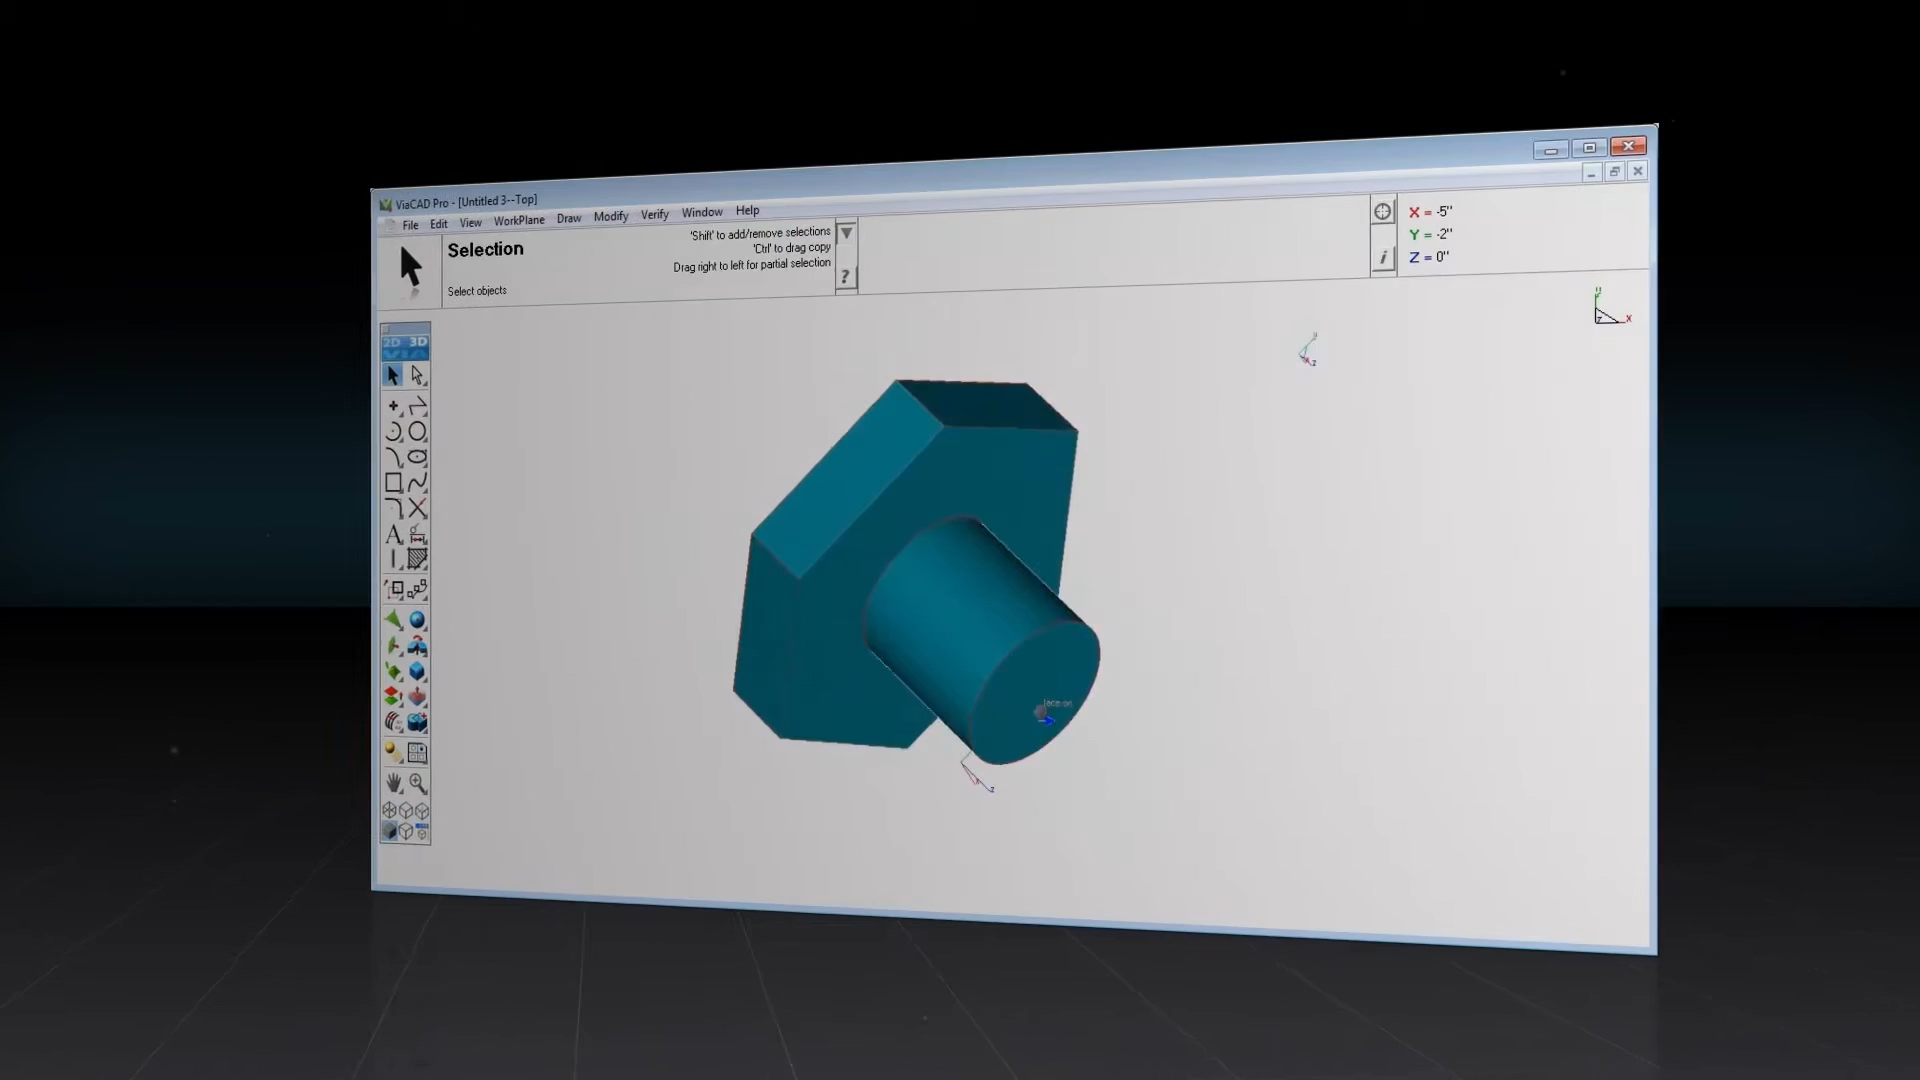 ViaCAD Pro - [Untitled 3--Top]
File Edit View WorkPlane Draw Modify Verify Window Help
Selection
'Shift' to add/remove selections
'Ctrl' to drag copy
Drag right to left for partial selection
Select objects
?
i
X = -5"
Y = -2"
Z = 0"
X
Z
2D 3D
VIA
A
z